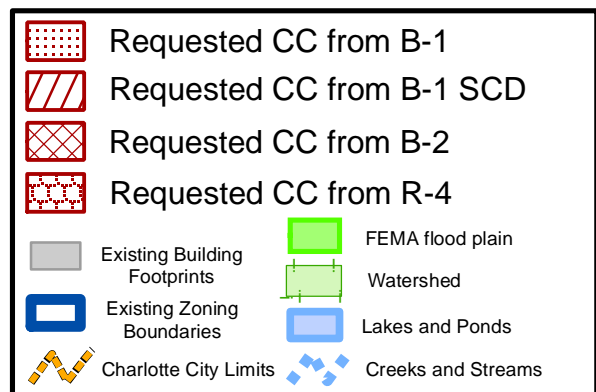 Requested CC from B-1
Requested CC from B-1 SCD
Requested CC from B-2
Requested CC from R-4
Existing Building
Footprints
Existing Zoning
Boundaries
Charlotte City Limits
FEMA flood plain
Watershed
Lakes and Ponds
Creeks and Streams